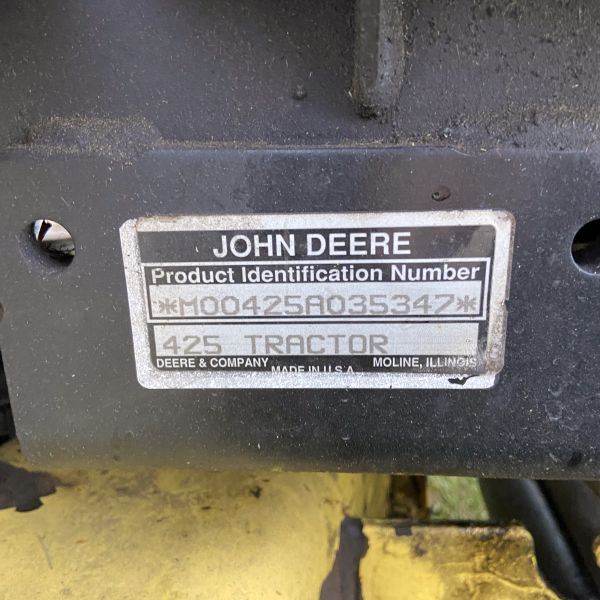 JOHN DEERE
Product Identification Number
*M00425A035347*
425 TRACTOR
DEERE & COMPANY MOLINE, ILLINOIS
MADE IN U.S.A.